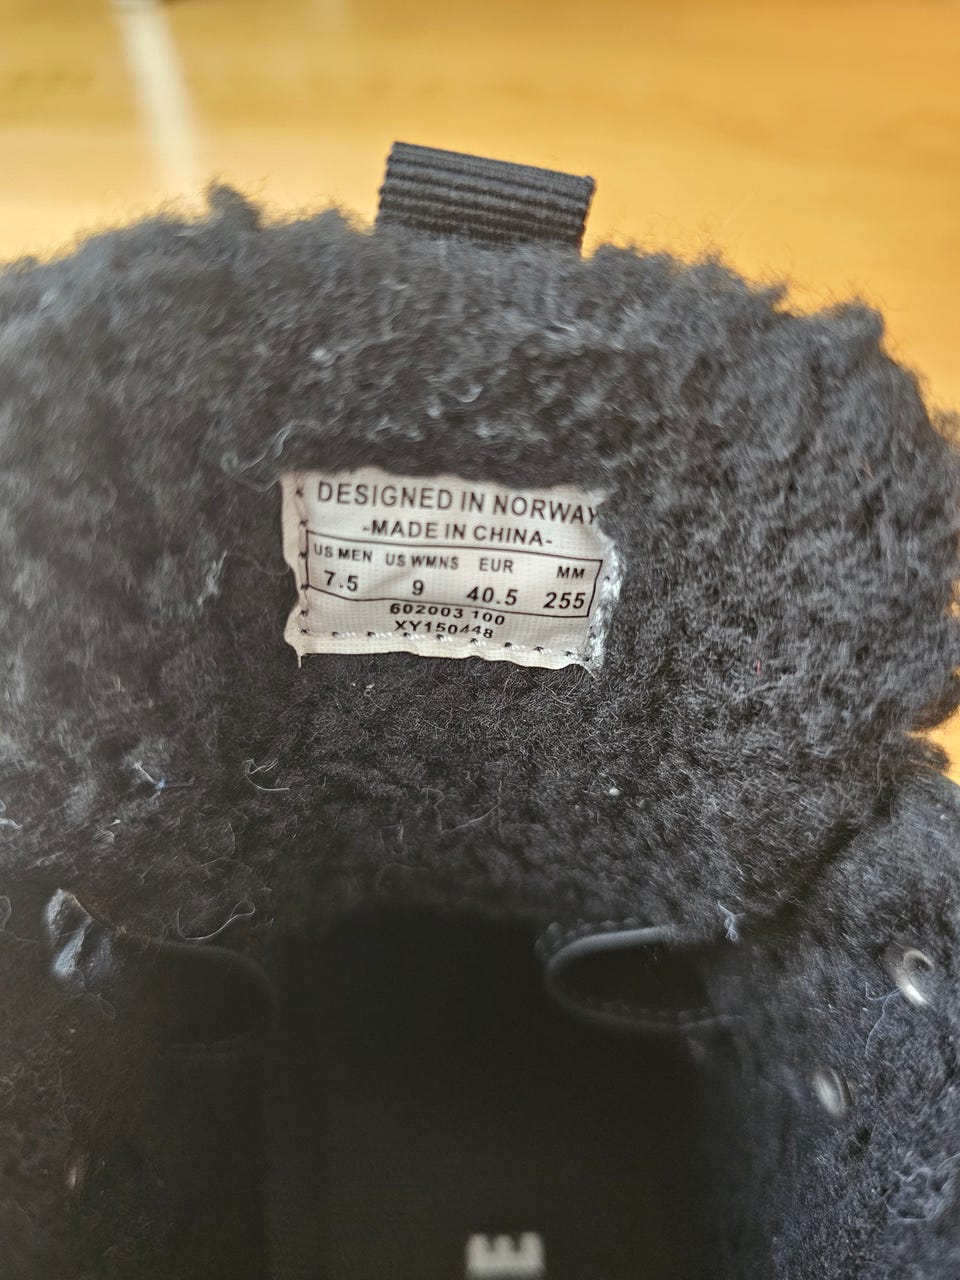 DESIGNED IN NORWAY
-MADE IN CHINA-
US MEN US WMNS EUR MM
7.5 9 40.5 255
602003 100
XY150448